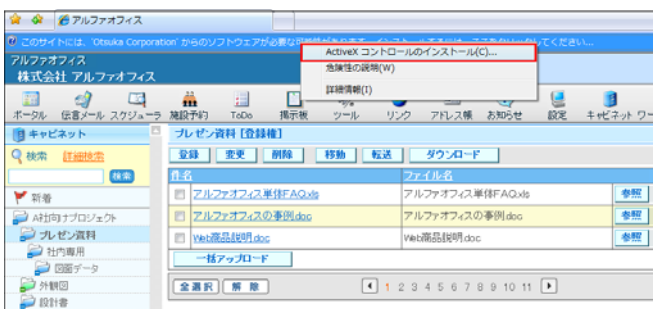 アルファオフィス
このサイトには、'Otsuka Corporation' からのソフトウェアが必要な可能性があります。
てください...
ActiveX コントロールのインストール(C)...
危険性の説明(W)
詳細情報(I)
アルファオフィス
株式会社 アルファオフィス
ポータル 伝言メール スケジューラ 施設予約 ToDo 掲示板 ツール リンク アドレス帳 お知らせ 設定 キャビネット ワー
キャビネット
プレゼン資料 [登録権]
検索 詳細検索
登録 変更 削除 移動 転送 ダウンロード
検索
件名 ファイル名
新着
アルファオフィス単体FAQ.xls アルファオフィス単体FAQ.xls 参照
A社向けプロジェクト
アルファオフィスの事例.doc アルファオフィスの事例.doc 参照
プレゼン資料
Web商品説明.doc Web商品説明.doc 参照
社内専用
一括アップロード
図面データ
外観図
全選択 解除 1 2 3 4 5 6 7 8 9 10 11
設計書